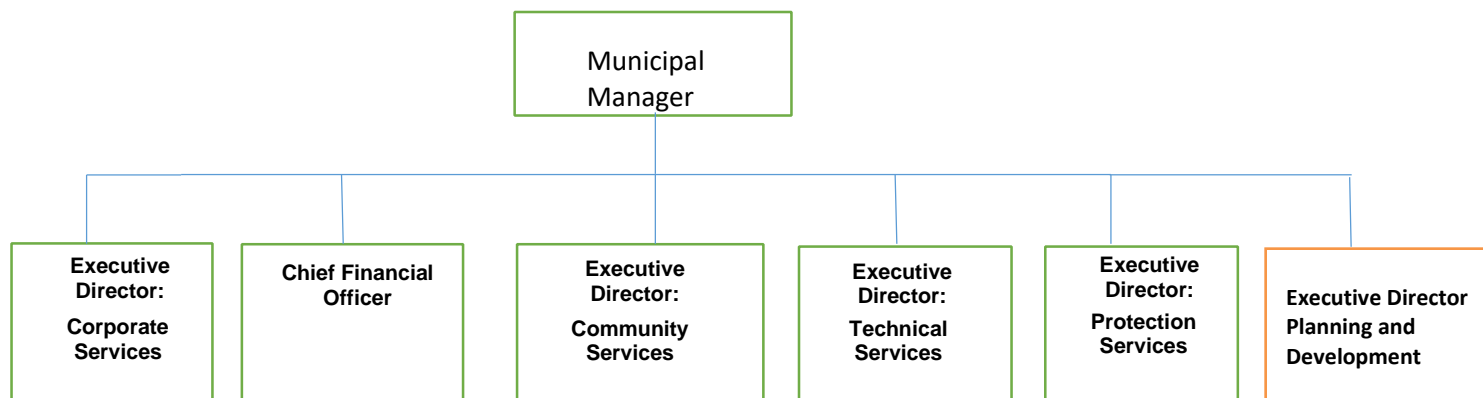 Municipal
Manager
Executive
Director:
Corporate
Services
Chief Financial
Officer
Executive
Director:
Community
Services
Executive
Director:
Technical
Services
Executive
Director:
Protection
Services
Executive Director
Planning and
Development